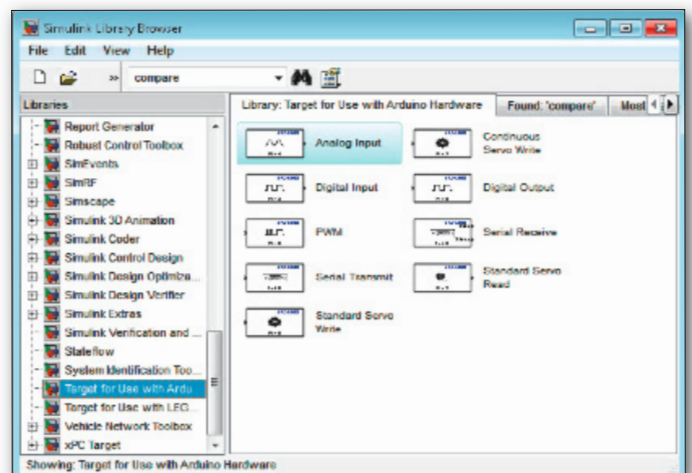 Simulink Library Browser
File Edit View Help
» compare
Libraries
Library: Target for Use with Arduino Hardware
Found: 'compare'
Most
Report Generator
Robust Control Toolbox
SimEvents
SimRF
Simscape
Simulink 3D Animation
Simulink Coder
Simulink Control Design
Simulink Design Optimiza...
Simulink Design Verifier
Simulink Extras
Simulink Verification and ...
Stateflow
System Identification Too...
Target for Use with Ardu...
Target for Use with LEG...
Vehicle Network Toolbox
xPC Target
Analog Input
Continuous
Servo Write
Digital Input
Digital Output
PWM
Serial Receive
Serial Transmit
Standard Servo
Read
Standard Servo
Write
Showing: Target for Use with Arduino Hardware